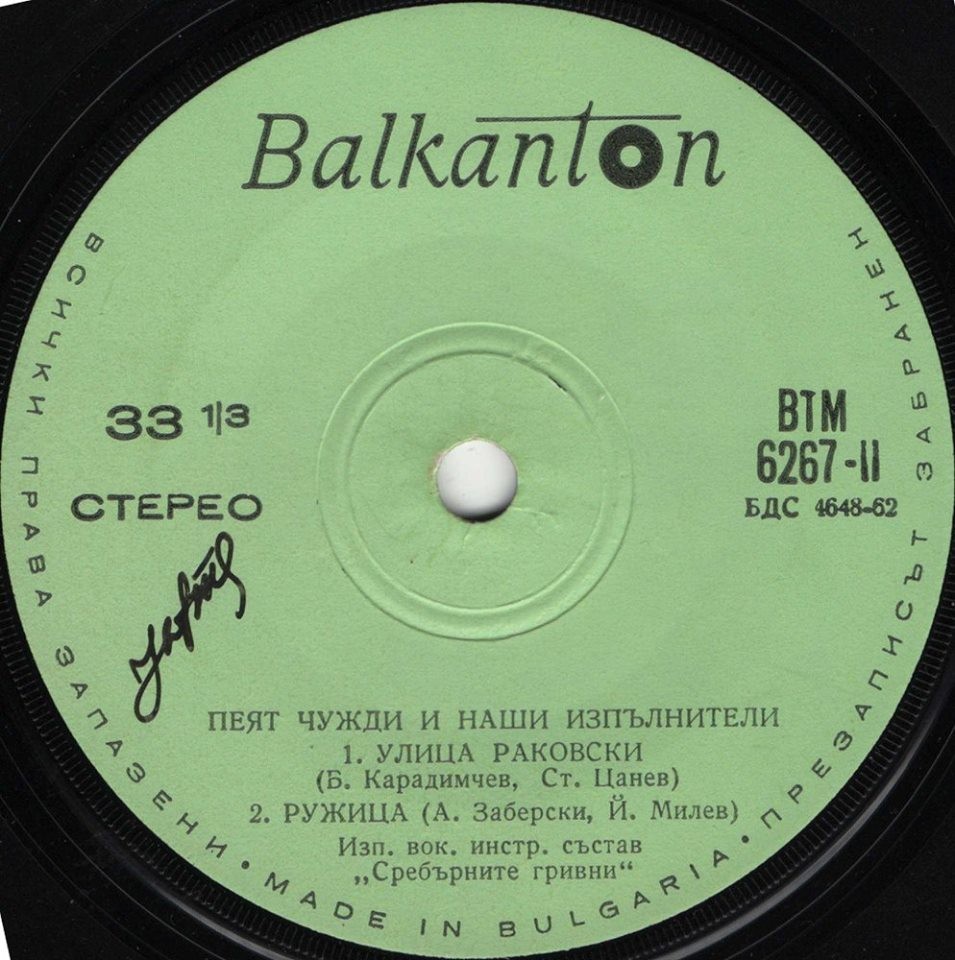 Balkanton
ВСИЧКИ ПРАВА ЗАПАЗЕНИ • MADE IN BULGARIA • ПРЕЗАПИСЪТ ЗАБРАНЕН
33 1|3
СТЕРЕО
ВТМ
6267-II
БДС 4648-62
ПЕЯТ ЧУЖДИ И НАШИ ИЗПЪЛНИТЕЛИ
1. УЛИЦА РАКОВСКИ
(Б. Карадимчев, Ст. Цанев)
2. РУЖИЦА (А. Заберски, Й. Милев)
Изп. вок. инстр. състав
„Сребърните гривни“